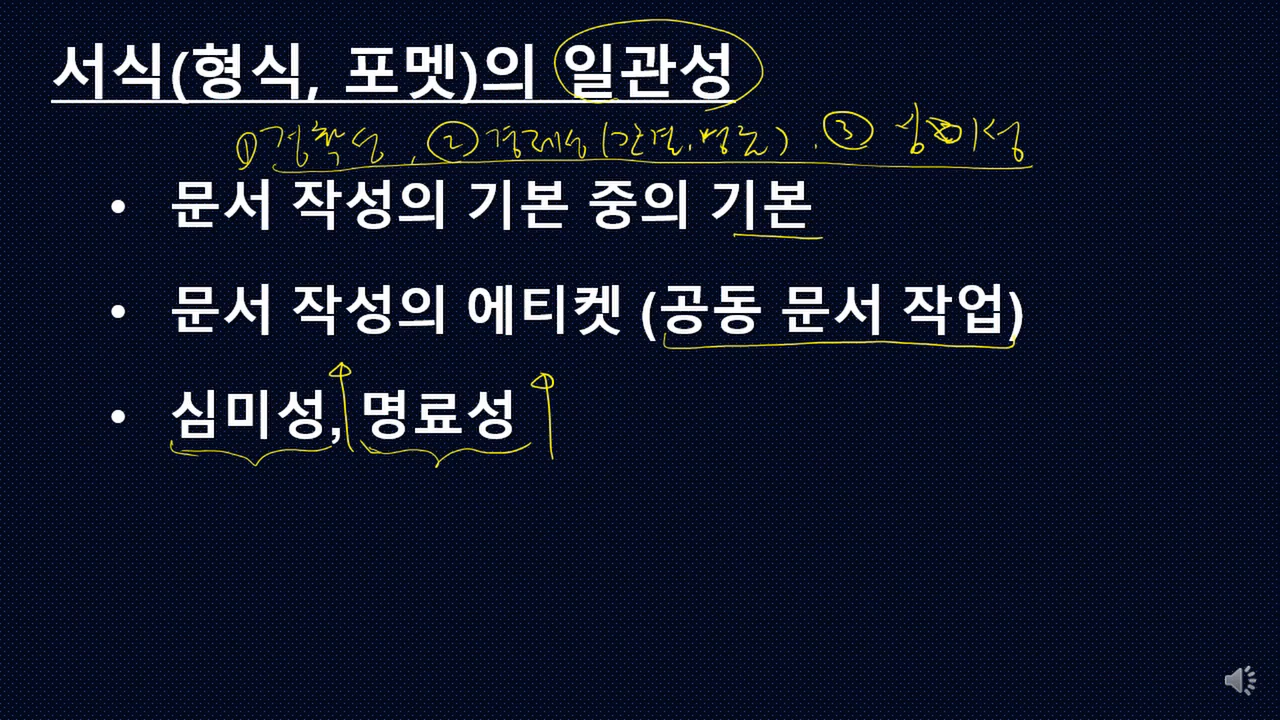 서식(형식, 포멧)의 일관성
① 정확성, ② 경제성 (간결.명료). ③ 심미성
• 문서 작성의 기본 중의 기본
• 문서 작성의 에티켓 (공동 문서 작업)
• 심미성, 명료성